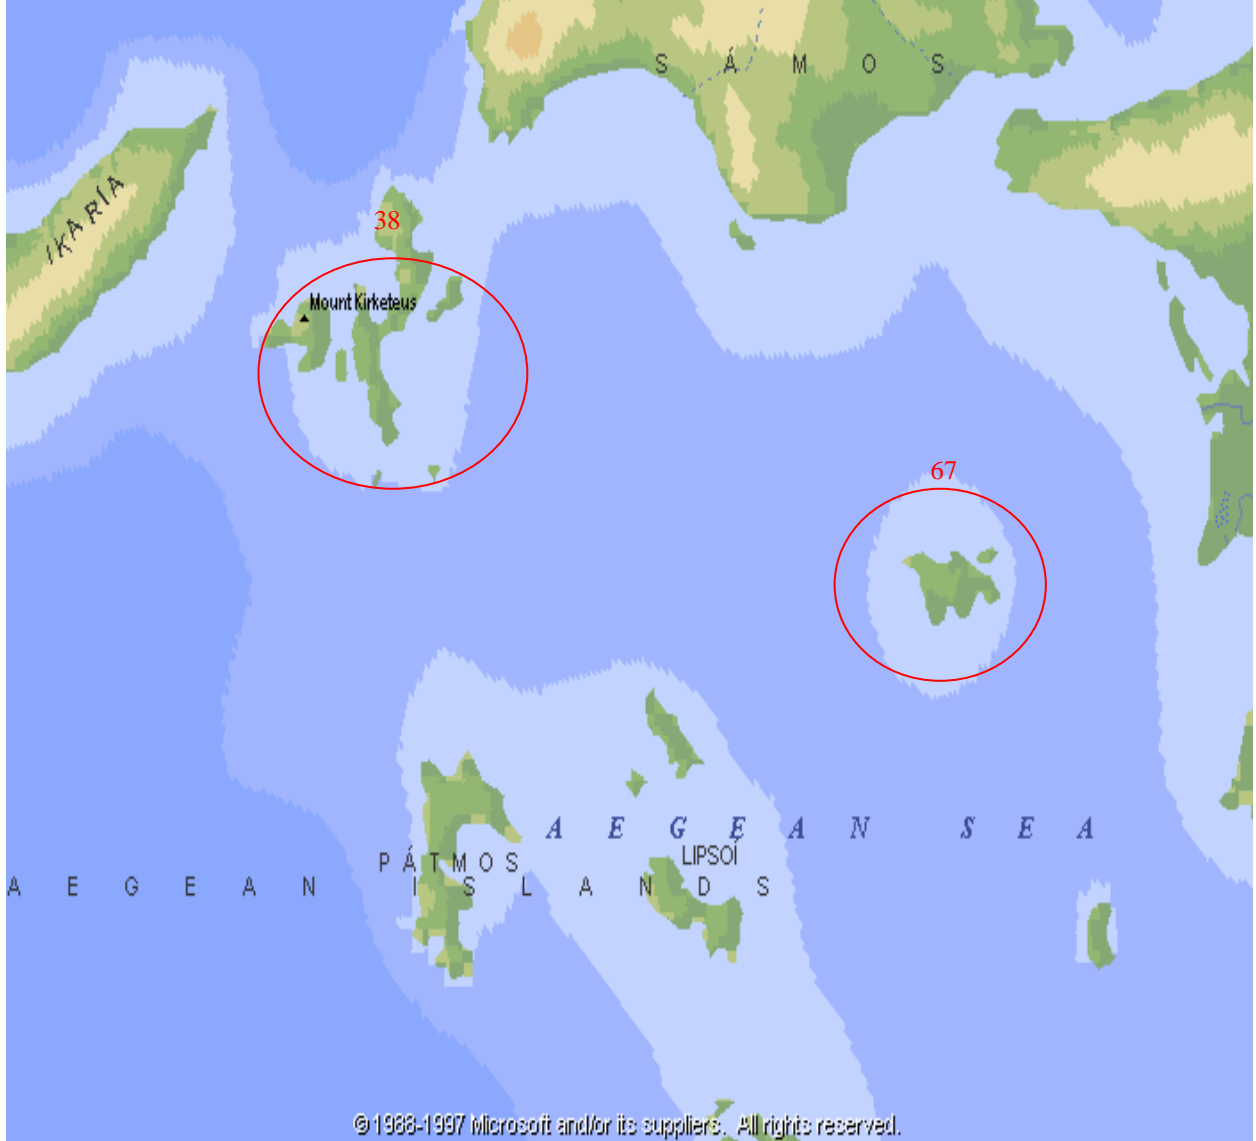 S Á M O S
IKARÍA
38
Mount Kirketeus
67
A E G E A N S E A
LIPSOÍ
PÁTMOS
A E G E A N I S L A N D S
© 1988-1997 Microsoft and/or its suppliers. All rights reserved.